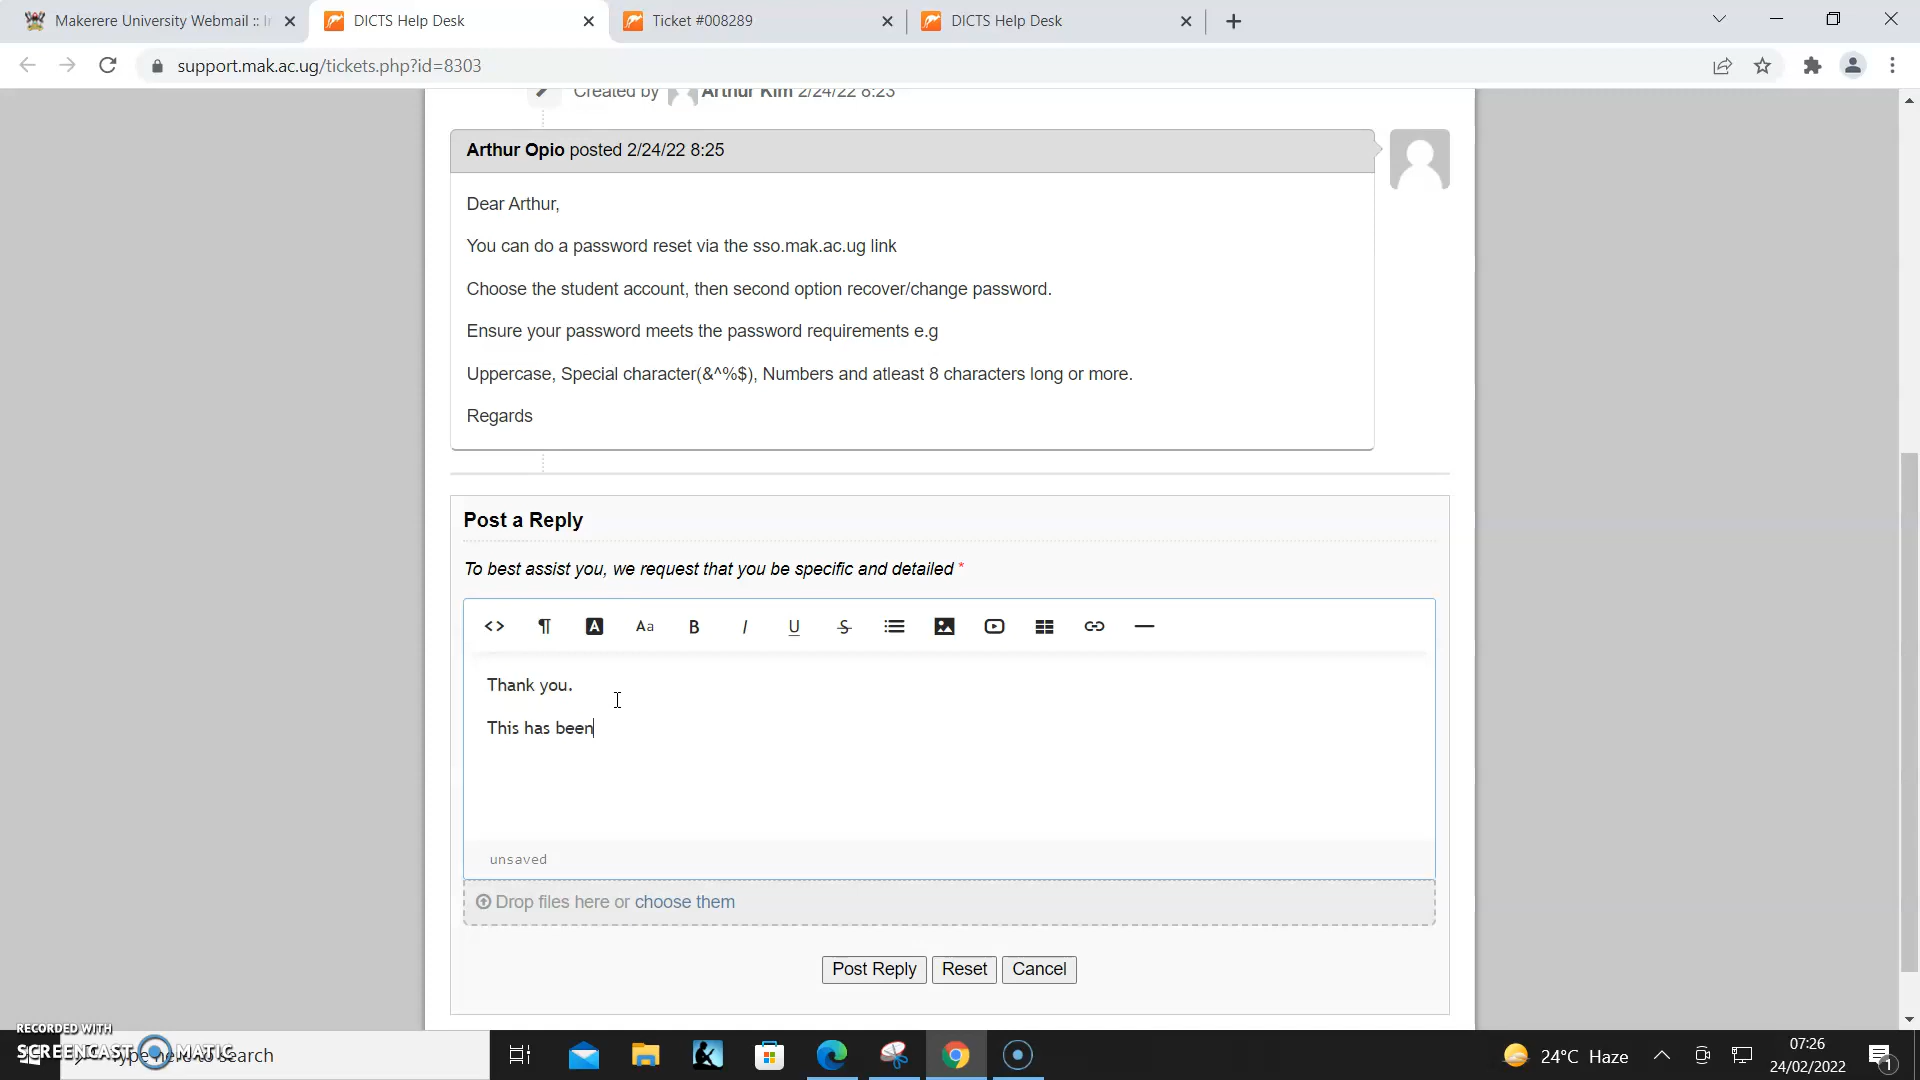 Makerere University Webmail :: I
DICTS Help Desk
Ticket #008289
DICTS Help Desk
support.mak.ac.ug/tickets.php?id=8303
Created by Arthur Kim 2/24/22 8:23
Arthur Opio posted 2/24/22 8:25
Dear Arthur,
You can do a password reset via the sso.mak.ac.ug link
Choose the student account, then second option recover/change password.
Ensure your password meets the password requirements e.g
Uppercase, Special character(&^%$), Numbers and atleast 8 characters long or more.
Regards
Post a Reply
To best assist you, we request that you be specific and detailed *
<> ¶ A Aa B I U S
Thank you.
This has been
unsaved
Drop files here or choose them
Post Reply Reset Cancel
RECORDED WITH
SCREENCAST MATIC
Type here to search
24°C Haze
07:26
24/02/2022
1